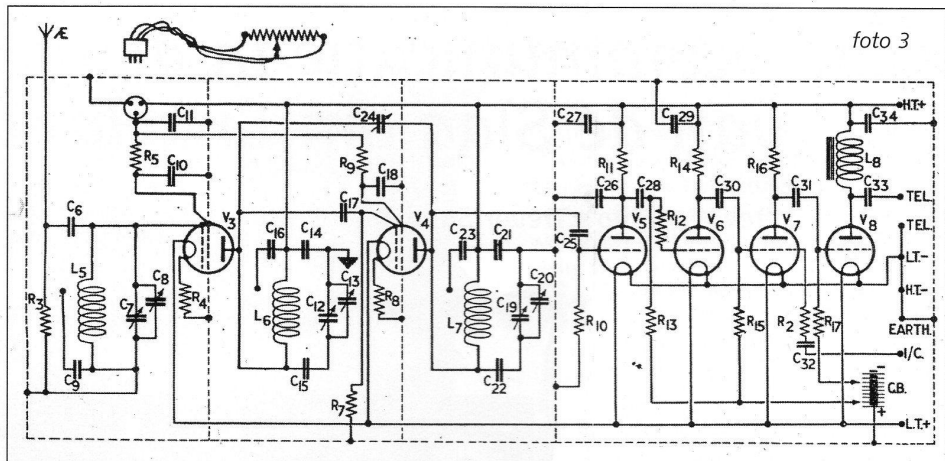 foto 3
Æ
H.T.+
C11
C24
C27
C29
C34
R5
R9
R11
R14
R16
L8
C10
C18
C26
C28
C30
C31
C33
TEL.
C6
V3
C17
V4
R12
V5
V6
V7
V8
TEL.
C16
C14
C23
C21
C25
L.T.-
L5
C8
C13
C20
C7
R4
C12
R8
C19
H.T.-
R3
L6
L7
R10
R13
R15
R2
R17
EARTH.
C9
C15
C22
C32
I/C.
R7
G.B.
-
+
L.T.+